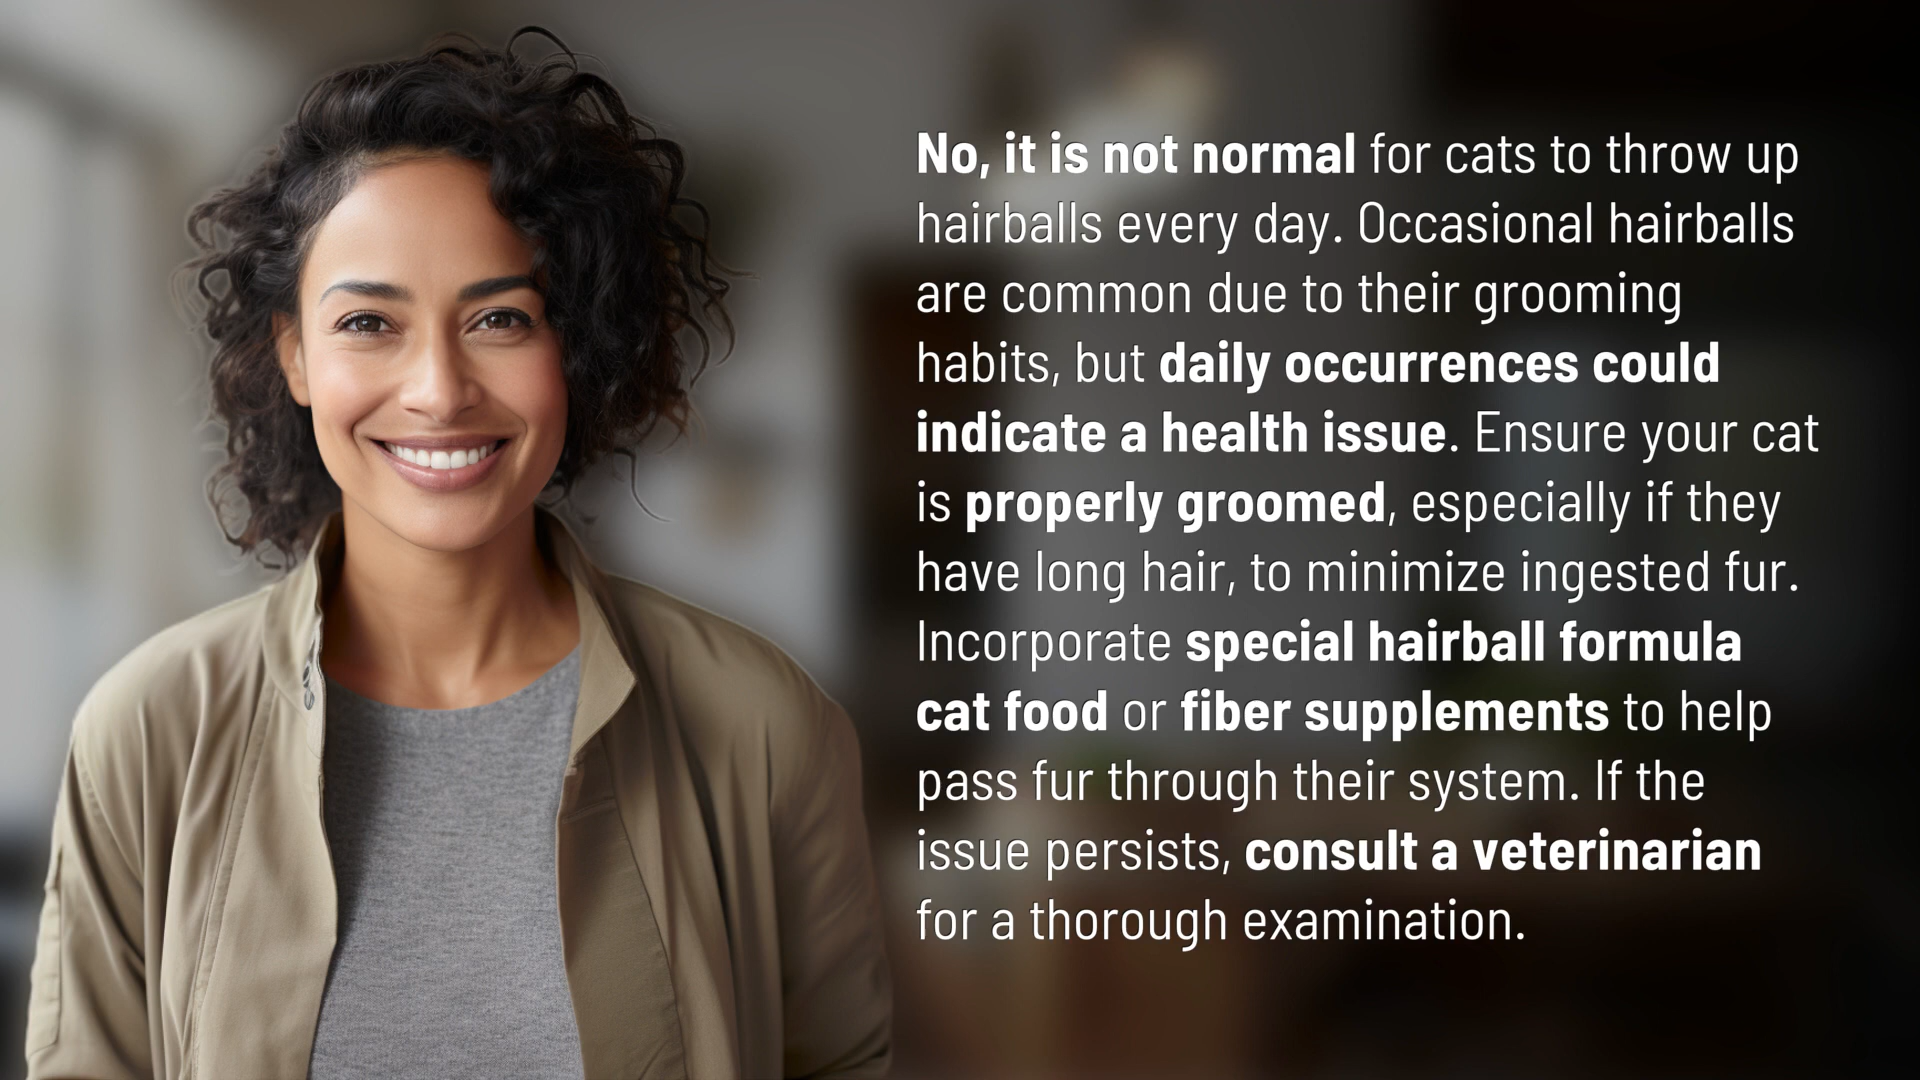 No, it is not normal for cats to throw up
hairballs every day. Occasional hairballs
are common due to their grooming
habits, but daily occurrences could
indicate a health issue. Ensure your cat
is properly groomed, especially if they
have long hair, to minimize ingested fur.
Incorporate special hairball formula
cat food or fiber supplements to help
pass fur through their system. If the
issue persists, consult a veterinarian
for a thorough examination.